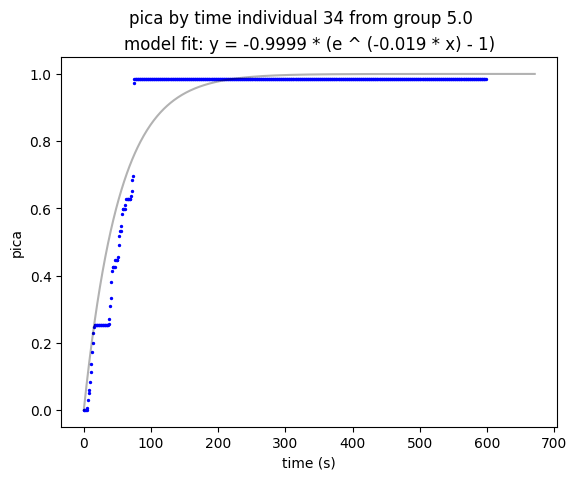 pica by time individual 34 from group 5.0
model fit: y = -0.9999 * (e ^ (-0.019 * x) - 1)
1.0
0.8
0.6
0.4
0.2
0.0
pica
0 100 200 300 400 500 600 700
time (s)